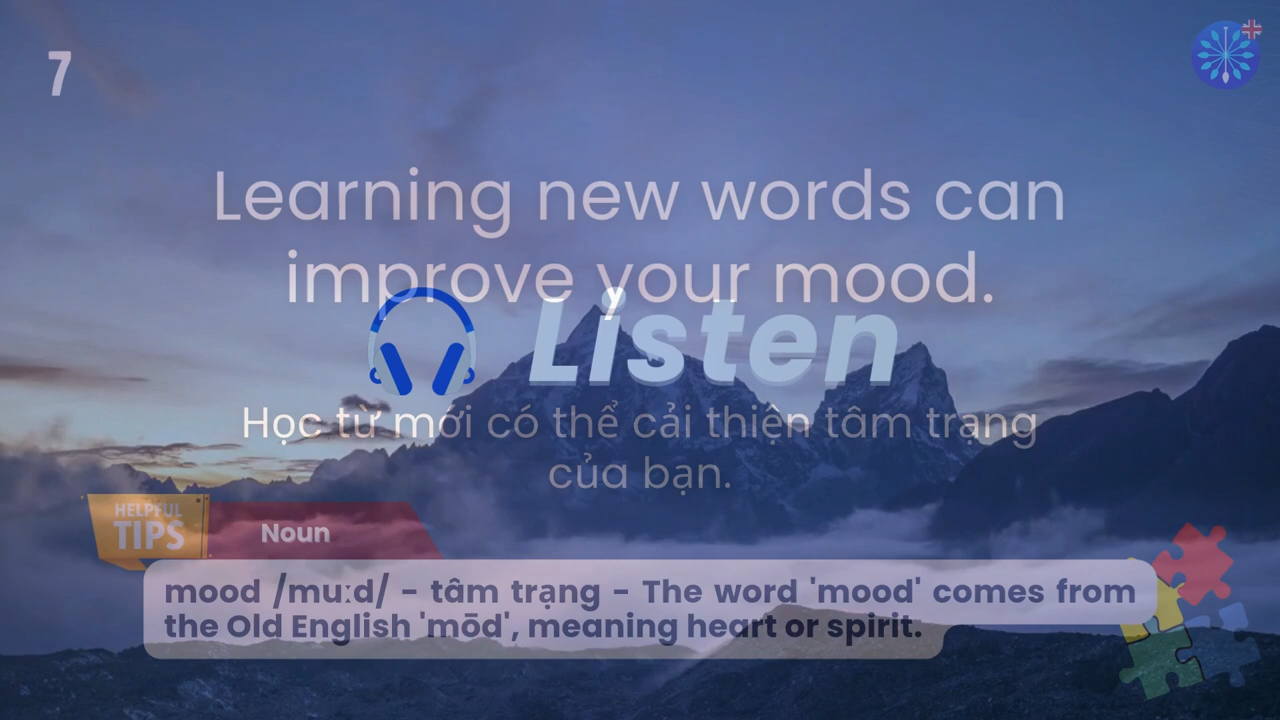 7
Learning new words can
improve your mood.
Listen
Học từ mới có thể cải thiện tâm trạng
của bạn.
HELPFUL
TIPS
Noun
mood /muːd/ - tâm trạng - The word 'mood' comes from
the Old English 'mōd', meaning heart or spirit.